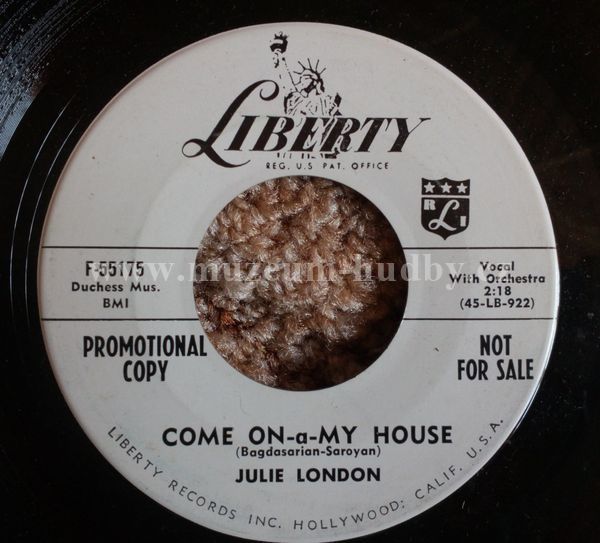 LIBERTY
REG. U.S. PAT. OFFICE
R L I
F-55175
Duchess Mus.
BMI
Vocal
With Orchestra
2:18
(45-LB-922)
www.muzeum-hudby.
PROMOTIONAL
COPY
NOT
FOR SALE
COME ON-a-MY HOUSE
(Bagdasarian-Saroyan)
JULIE LONDON
LIBERTY RECORDS INC. HOLLYWOOD; CALIF. U.S.A.